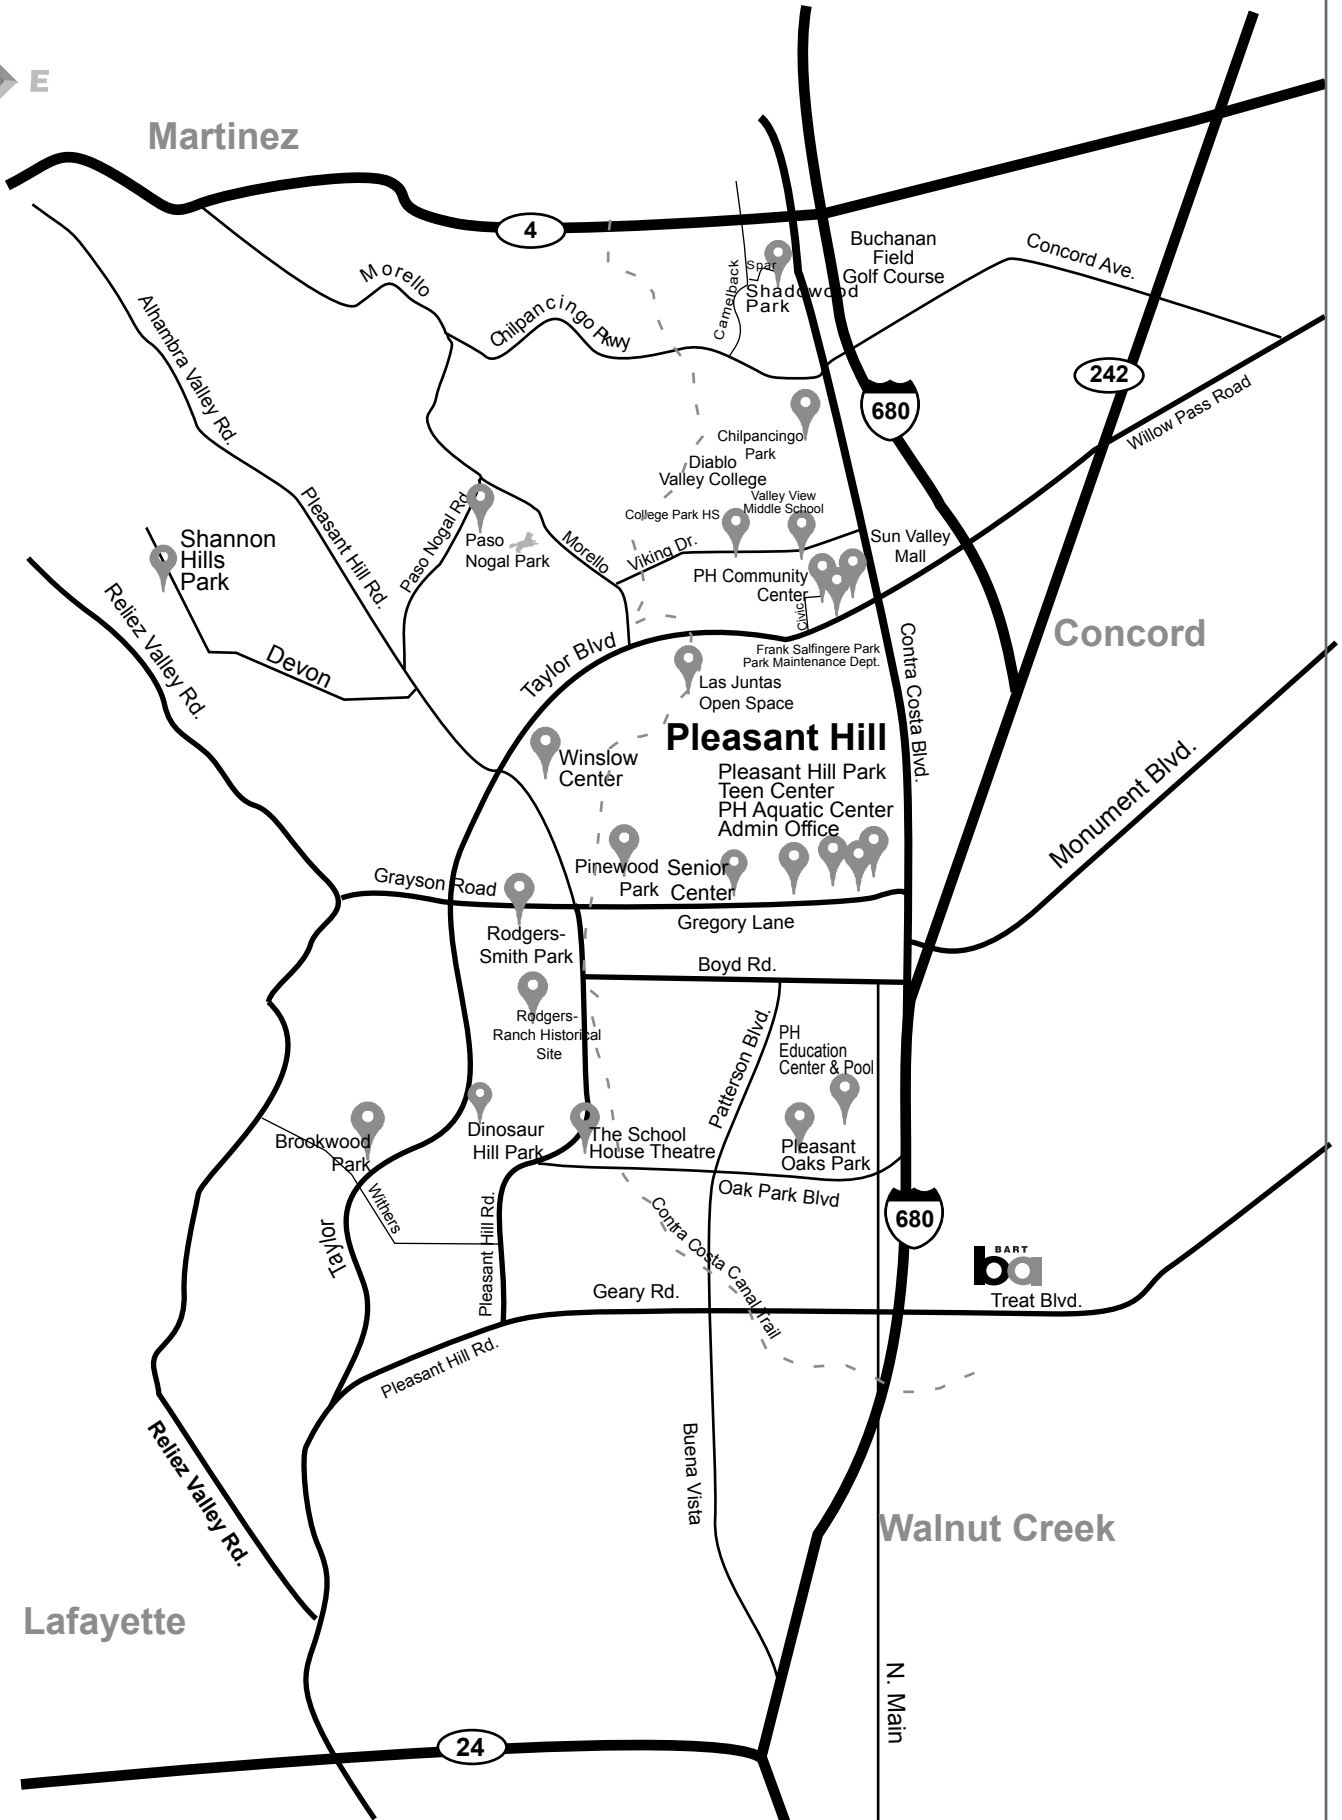 E
Martinez
4
Morello
Chilpancingo Pkwy
Camelback
Spar
Shadowood
Park
Buchanan
Field
Golf Course
Concord Ave.
Alhambra Valley Rd.
242
680
Willow Pass Road
Chilpancingo
Park
Diablo
Valley College
Valley View
Middle School
College Park HS
Pleasant Hill Rd.
Paso Nogal Rd
Paso
Nogal Park
Morello
Viking Dr.
Sun Valley
Mall
PH Community
Center
Civic
Shannon
Hills
Park
Reliez Valley Rd.
Devon
Taylor Blvd
Frank Salfingere Park
Park Maintenance Dept.
Contra Costa Blvd.
Concord
Las Juntas
Open Space
Pleasant Hill
Winslow
Center
Pleasant Hill Park
Teen Center
PH Aquatic Center
Admin Office
Monument Blvd.
Pinewood
Park
Senior
Center
Grayson Road
Gregory Lane
Rodgers-
Smith Park
Boyd Rd.
Rodgers-
Ranch Historical
Site
Patterson Blvd.
PH
Education
Center & Pool
Dinosaur
Hill Park
The School
House Theatre
Pleasant
Oaks Park
Brookwood
Park
Withers
Oak Park Blvd
Taylor
Pleasant Hill Rd.
Contra Costa Canal Trail
680
BART
ba
Geary Rd.
Treat Blvd.
Pleasant Hill Rd.
Buena Vista
Reliez Valley Rd.
Walnut Creek
Lafayette
N. Main
24